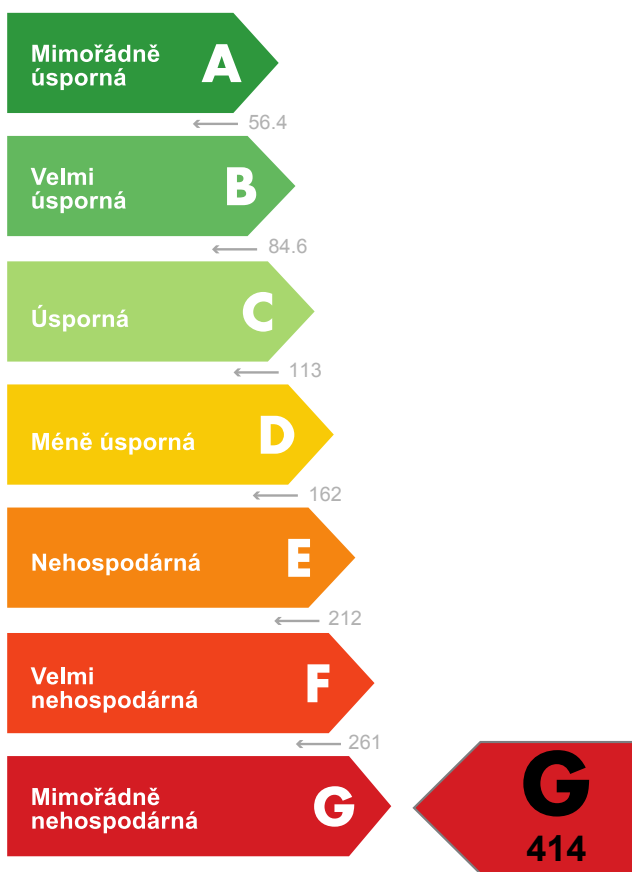 Mimořádně
úsporná
A
← 56.4
Velmi
úsporná
B
← 84.6
Úsporná C
← 113
Méně úsporná D
← 162
Nehospodárná E
← 212
Velmi
nehospodárná
F
← 261
Mimořádně
nehospodárná
G
G
414